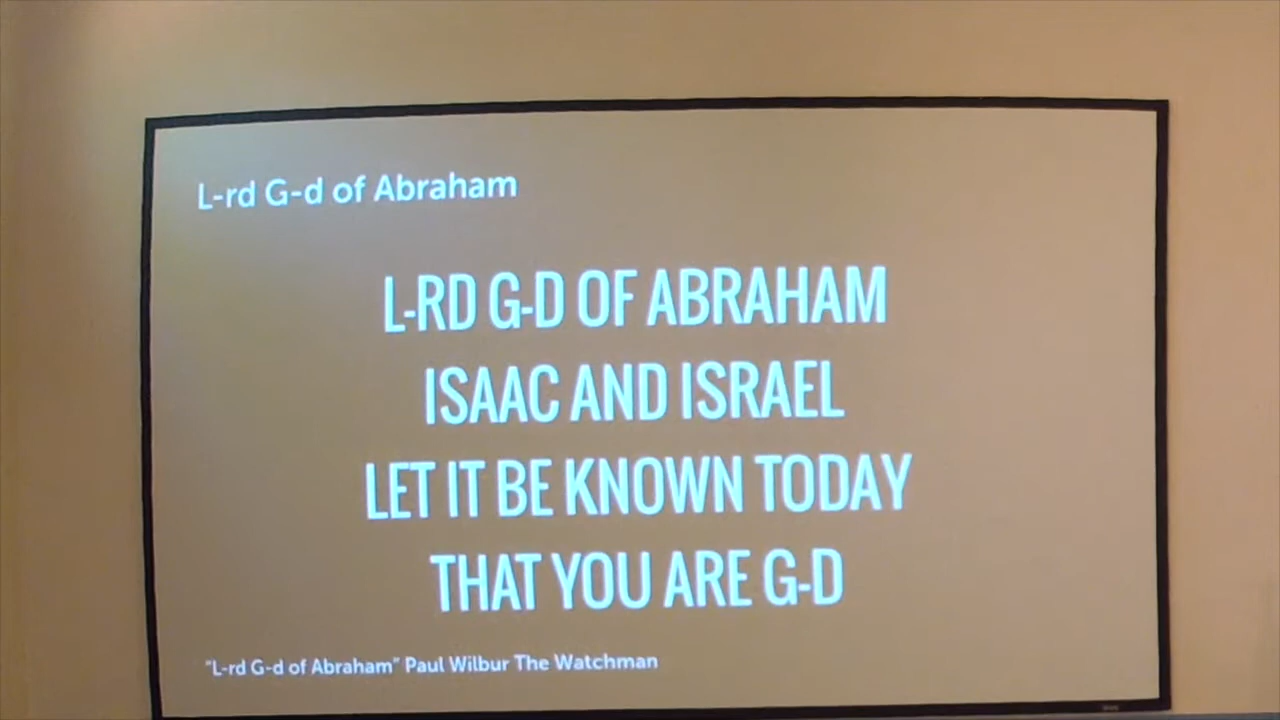 L-rd G-d of Abraham
L-RD G-D OF ABRAHAM
ISAAC AND ISRAEL
LET IT BE KNOWN TODAY
THAT YOU ARE G-D
"L-rd G-d of Abraham" Paul Wilbur The Watchman